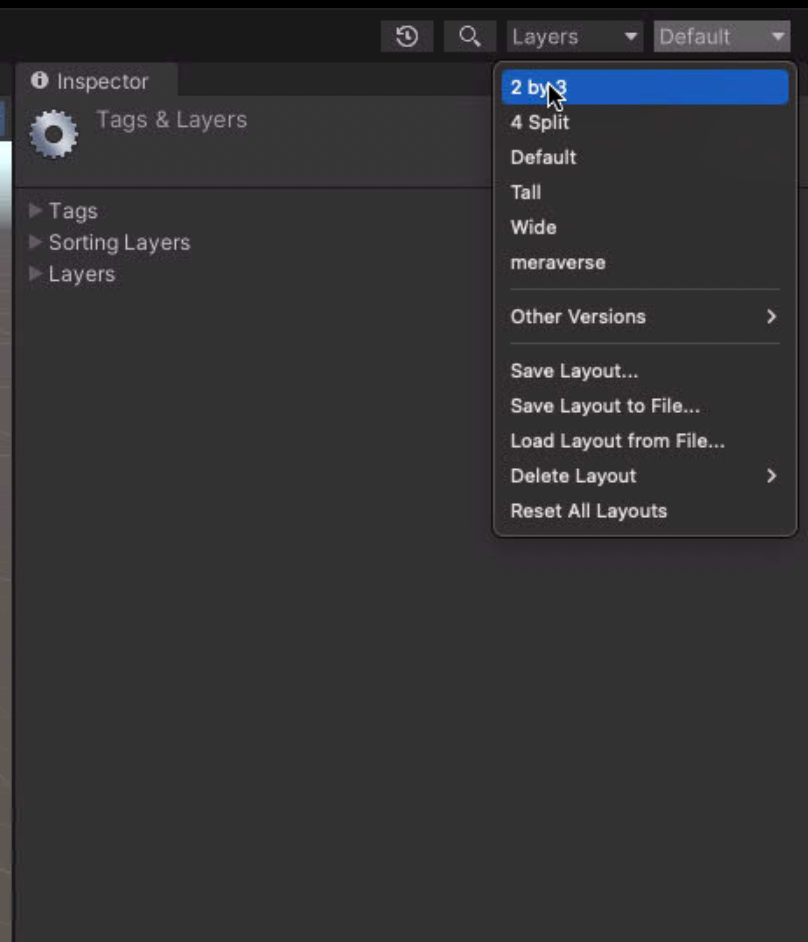 Layers
Default
Inspector
Tags & Layers
Tags
Sorting Layers
Layers
2 by 3
4 Split
Default
Tall
Wide
meraverse
Other Versions
Save Layout...
Save Layout to File...
Load Layout from File...
Delete Layout
Reset All Layouts